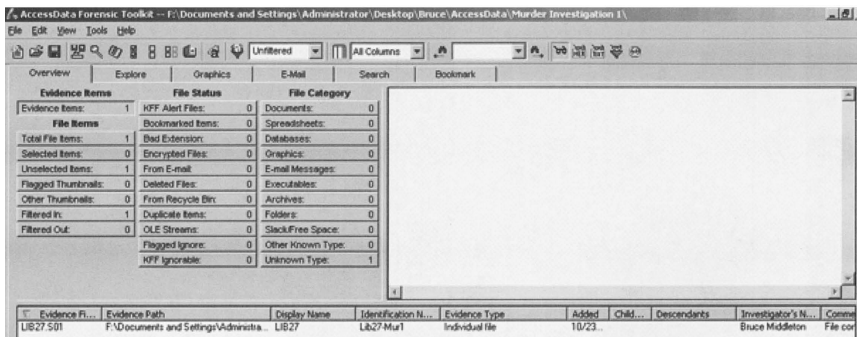 AccessData Forensic Toolkit -- F:\Documents and Settings\Administrator\Desktop\Bruce\AccessData\Murder Investigation 1\
File Edit View Tools Help
Unfiltered All Columns
Overview Explore Graphics E-Mail Search Bookmark
Evidence Items File Status File Category
Evidence Items: 1 KFF Alert Files: 0 Documents: 0
File Items Bookmarked Items: 0 Spreadsheets: 0
Total File Items: 1 Bad Extension: 0 Databases: 0
Selected Items: 0 Encrypted Files: 0 Graphics: 0
Unselected Items: 1 From E-mail: 0 E-mail Messages: 0
Flagged Thumbnails: 0 Deleted Files: 0 Executables: 0
Other Thumbnails: 0 From Recycle Bin: 0 Archives: 0
Filtered In: 1 Duplicate Items: 0 Folders: 0
Filtered Out: 0 OLE Streams: 0 Slack/Free Space: 0
Flagged Ignore: 0 Other Known Type: 0
KFF Ignorable: 0 Unknown Type: 1
Evidence Fi... Evidence Path Display Name Identification N... Evidence Type Added Child... Descendants Investigator's N... Comme
LIB27.S01 F:\Documents and Settings\Administra... LIB27 Lib27-Mur1 Individual file 10/23... Bruce Middleton File cor